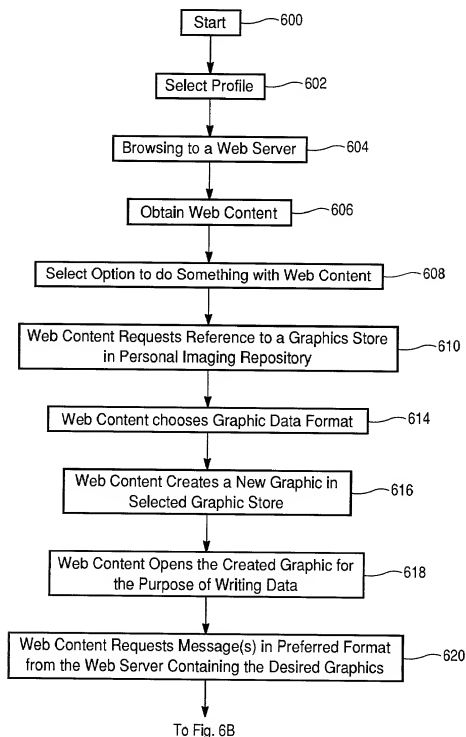 Start
600
Select Profile
602
Browsing to a Web Server
604
Obtain Web Content
606
Select Option to do Something with Web Content
608
Web Content Requests Reference to a Graphics Store
in Personal Imaging Repository
610
Web Content chooses Graphic Data Format
614
Web Content Creates a New Graphic in
Selected Graphic Store
616
Web Content Opens the Created Graphic for
the Purpose of Writing Data
618
Web Content Requests Message(s) in Preferred Format
from the Web Server Containing the Desired Graphics
620
To Fig. 6B